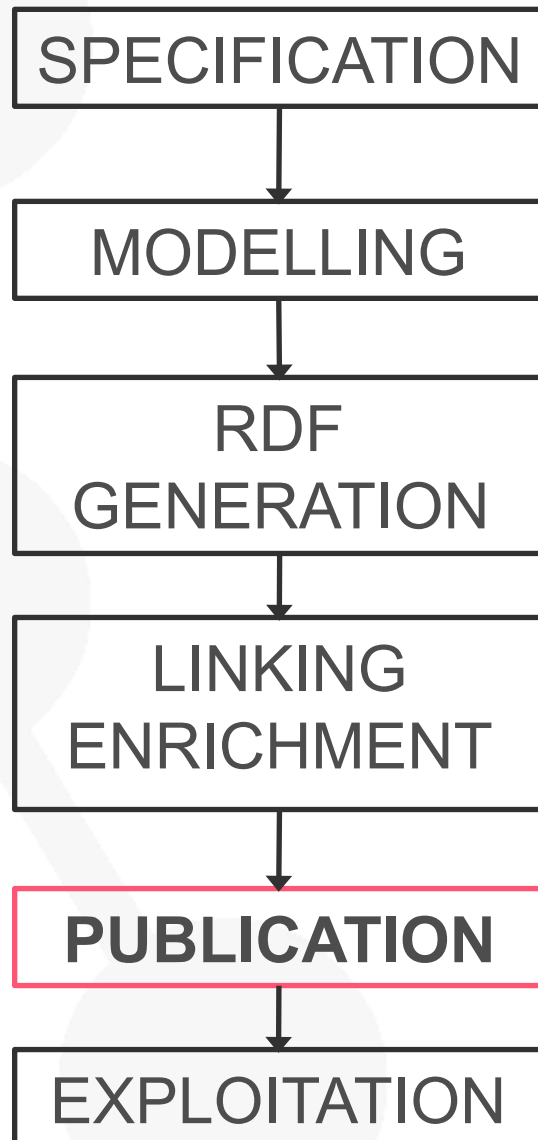 SPECIFICATION
MODELLING
RDF
GENERATION
LINKING
ENRICHMENT
PUBLICATION
EXPLOITATION